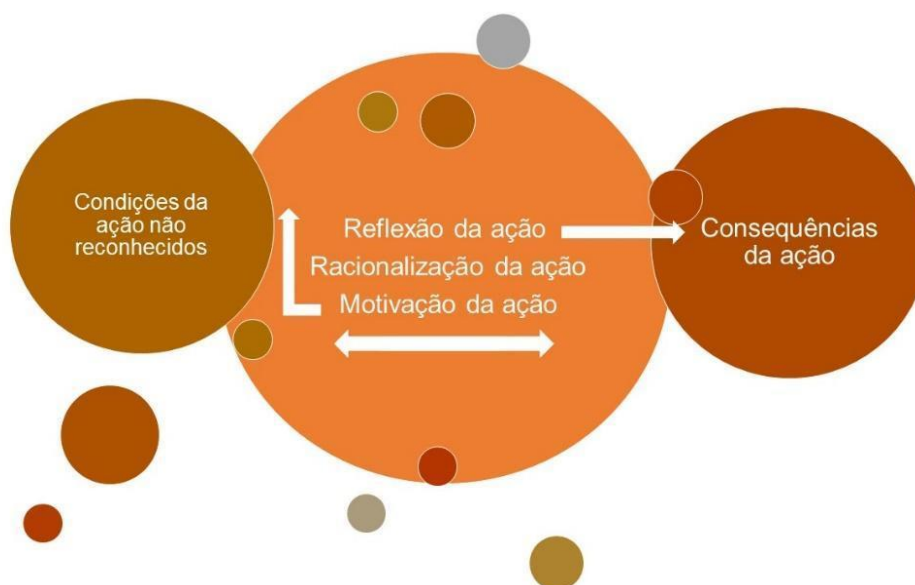 Condições da
ação não
reconhecidos
Reflexão da ação
Racionalização da ação
Motivação da ação
Consequências
da ação